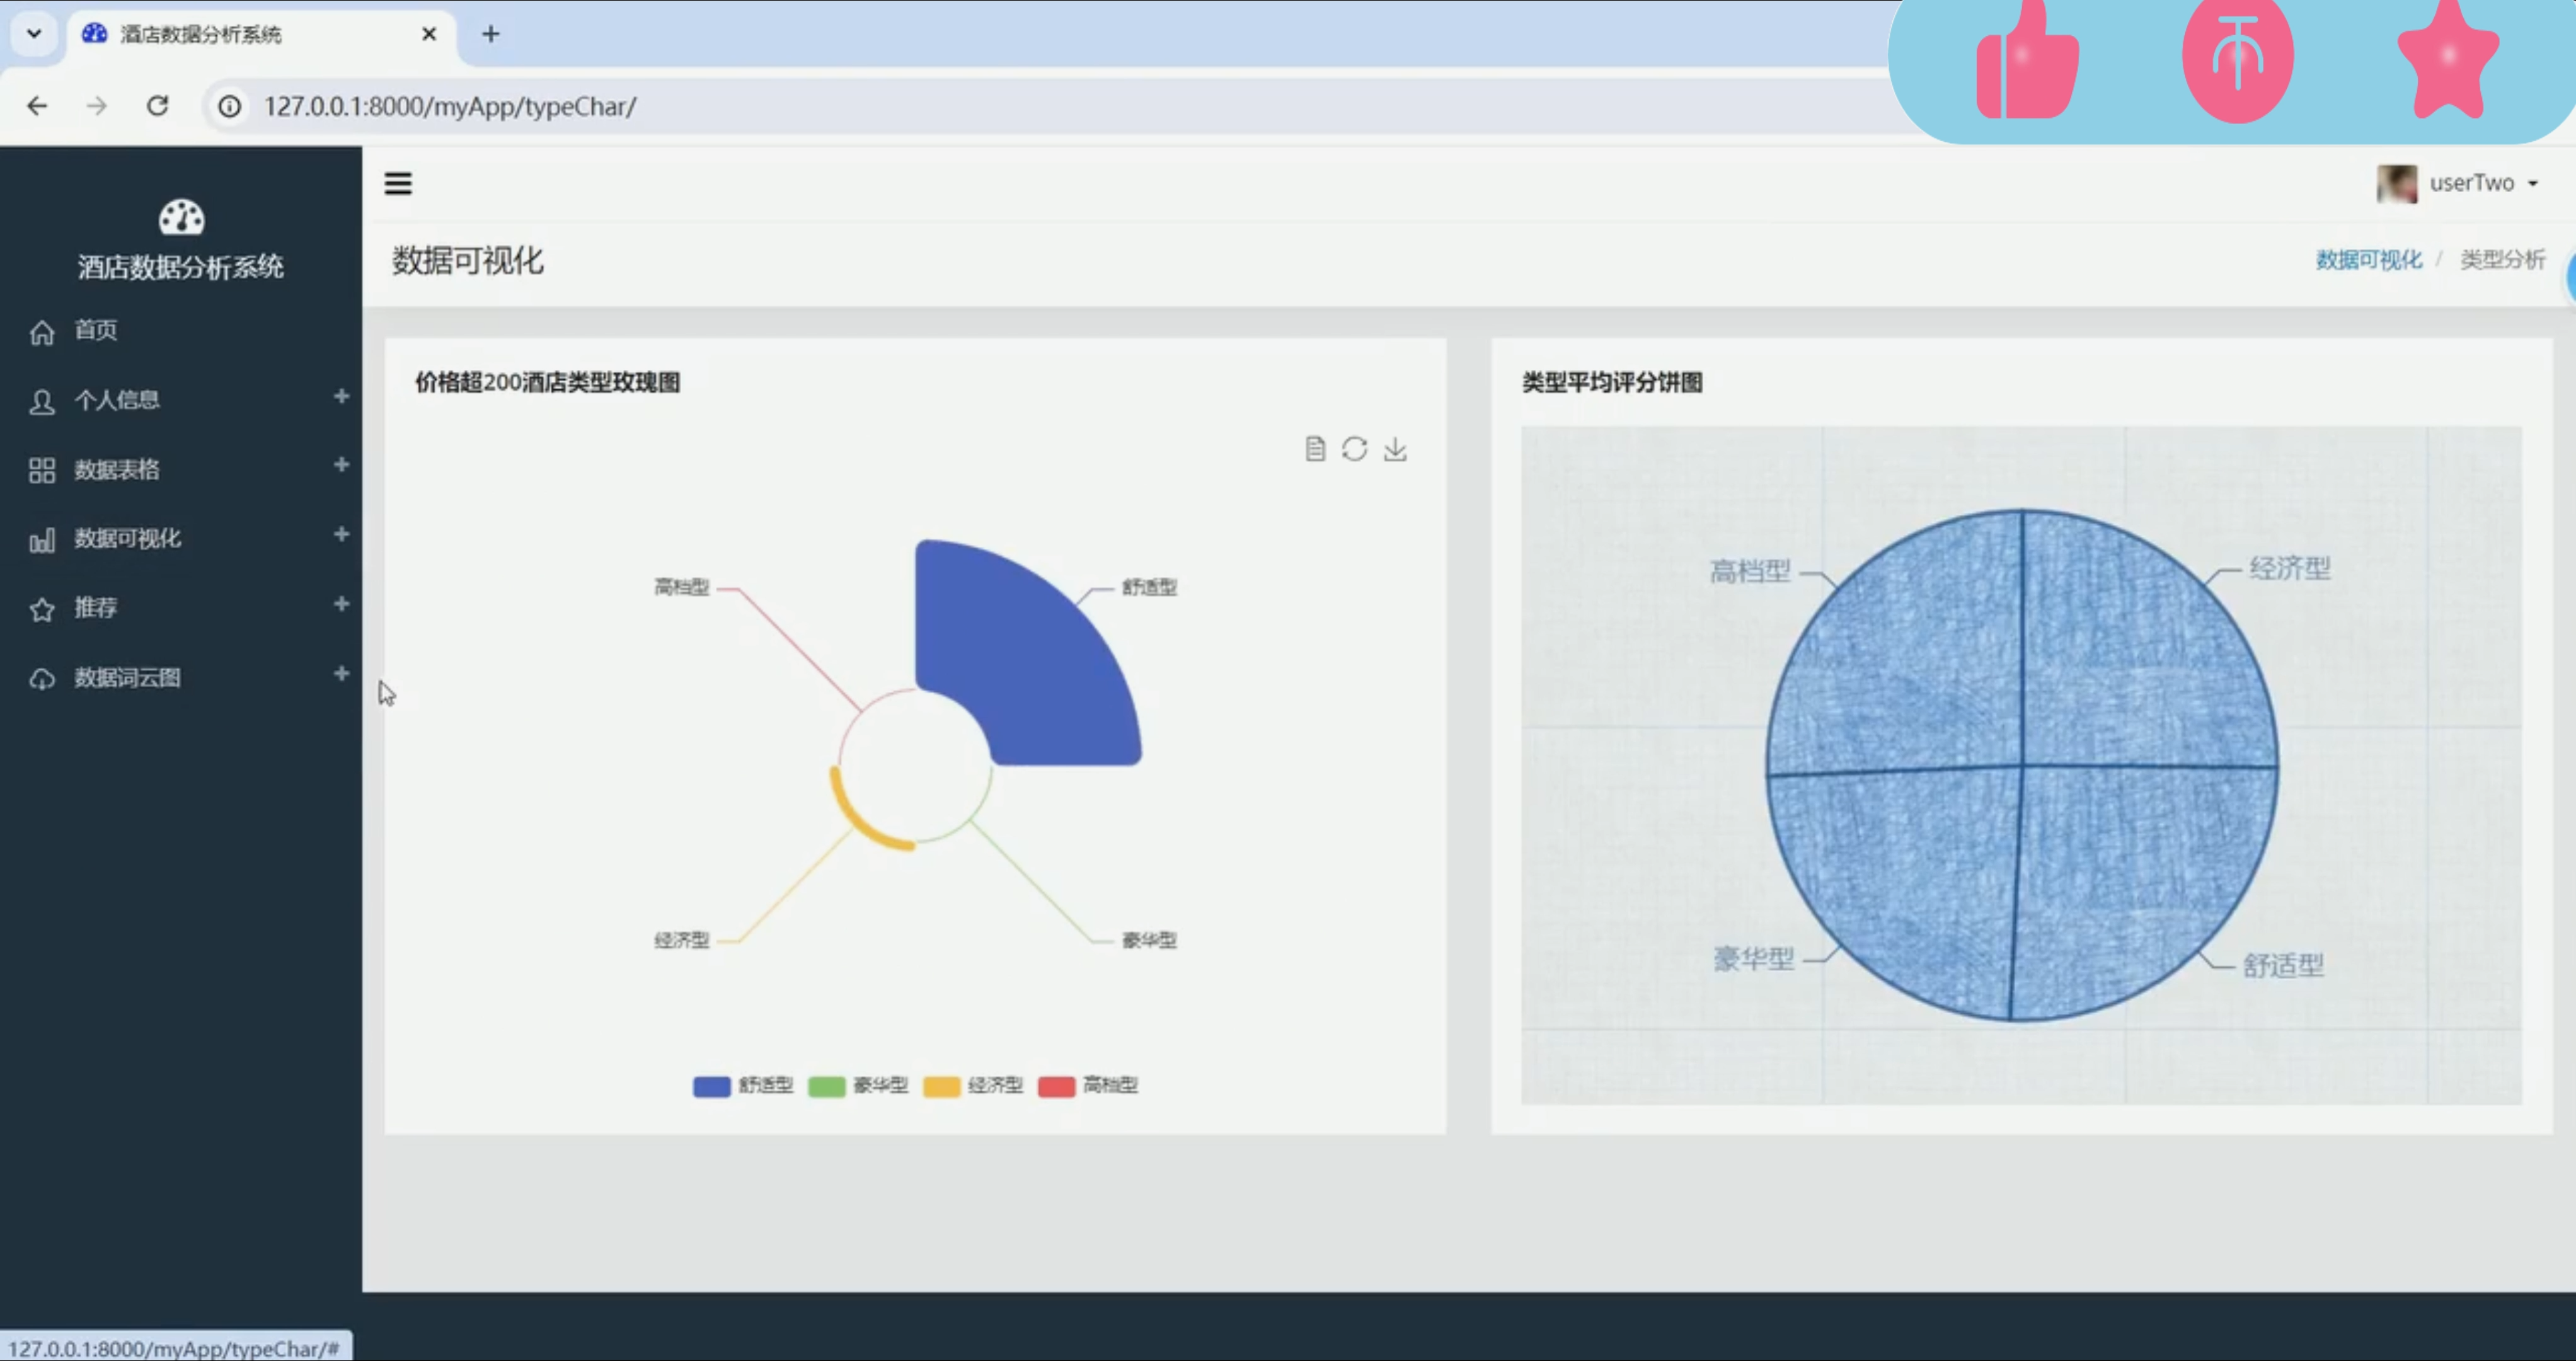 酒店数据分析系统
127.0.0.1:8000/myApp/typeChar/
userTwo
酒店数据分析系统
首页
个人信息
数据表格
数据可视化
推荐
数据词云图
数据可视化
数据可视化 / 类型分析
价格超200酒店类型玫瑰图
高档型
舒适型
经济型
豪华型
舒适型 豪华型 经济型 高档型
类型平均评分饼图
高档型
经济型
豪华型
舒适型
127.0.0.1:8000/myApp/typeChar/#